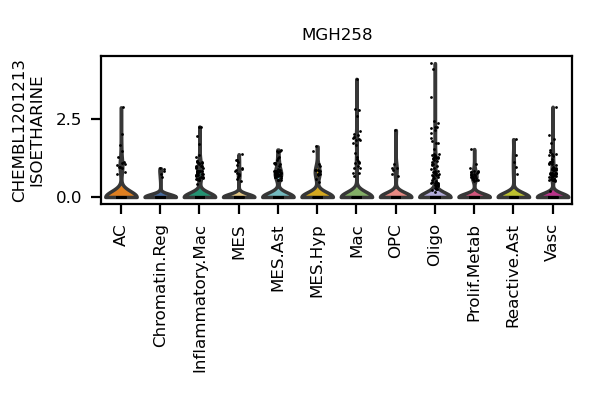 MGH258
CHEMBL1201213
ISOETHARINE
2.5
0.0
AC
Chromatin.Reg
Inflammatory.Mac
MES
MES.Ast
MES.Hyp
Mac
OPC
Oligo
Prolif.Metab
Reactive.Ast
Vasc